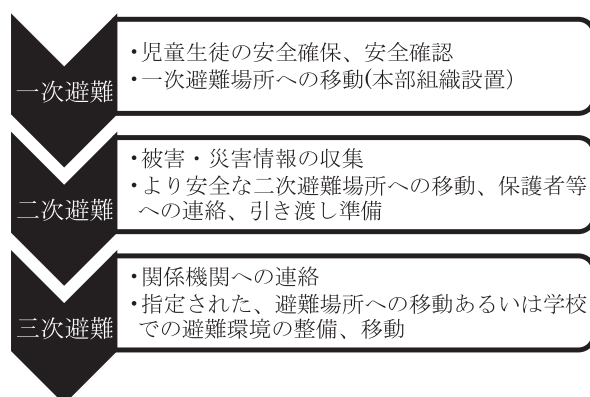 一次避難
・児童生徒の安全確保、安全確認
・一次避難場所への移動(本部組織設置)
二次避難
・被害・災害情報の収集
・より安全な二次避難場所への移動、保護者等
への連絡、引き渡し準備
三次避難
・関係機関への連絡
・指定された、避難場所への移動あるいは学校
での避難環境の整備、移動